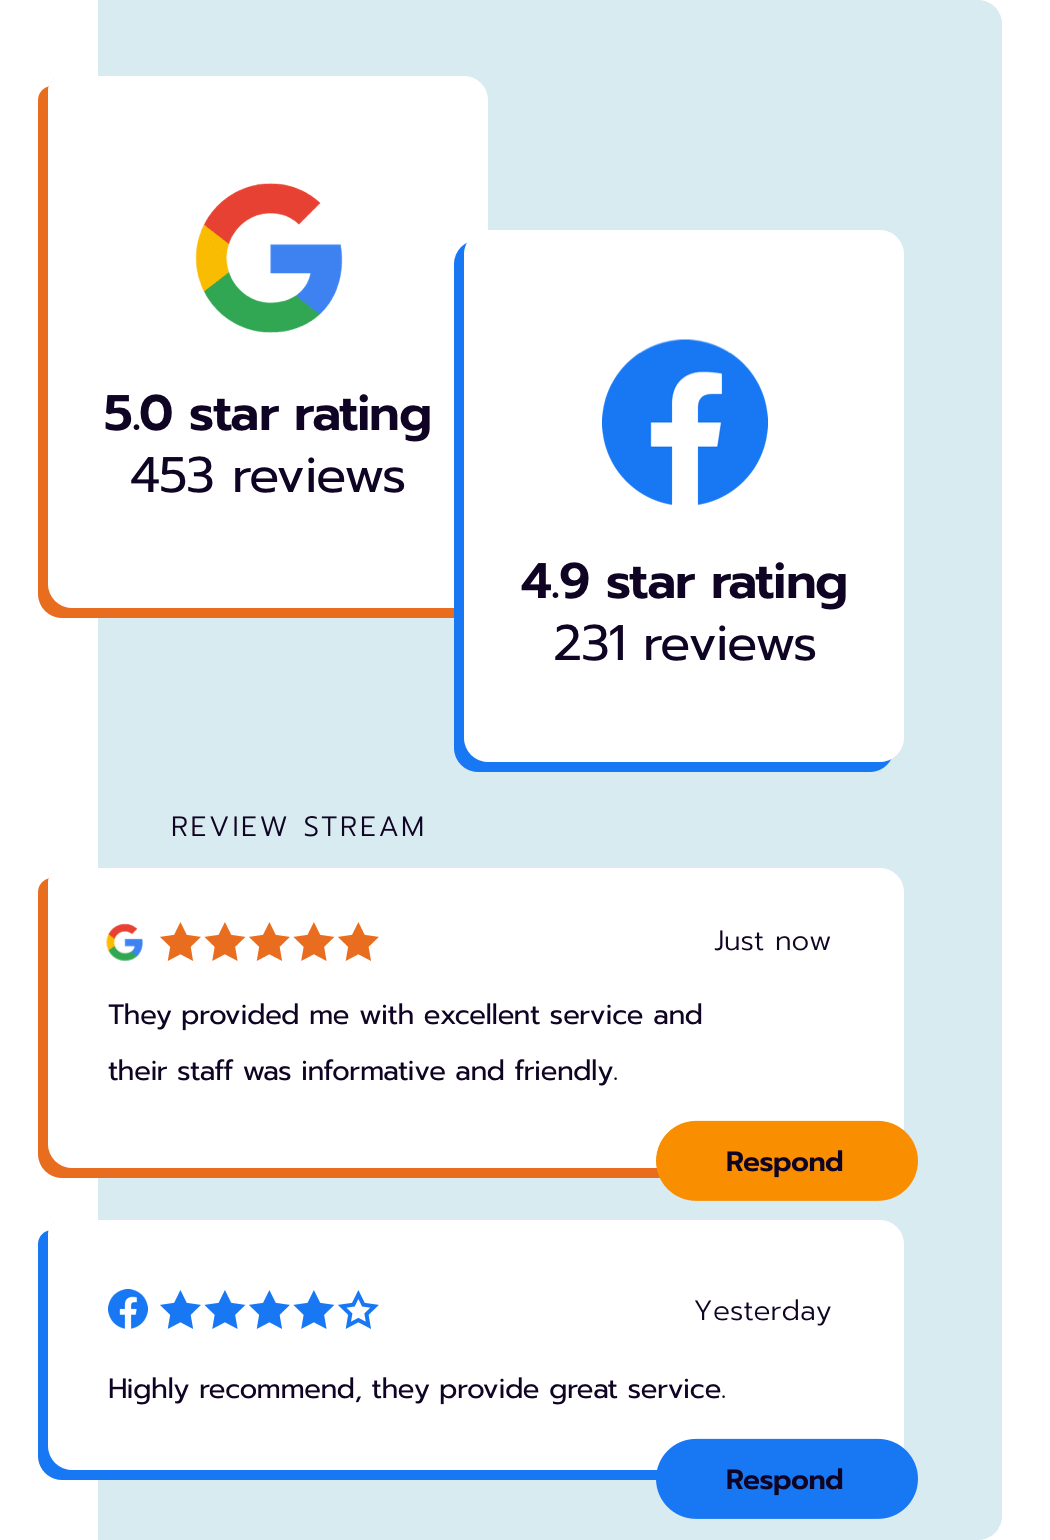 5.0 star rating
453 reviews
4.9 star rating
231 reviews
REVIEW STREAM
Just now
They provided me with excellent service and
their staff was informative and friendly.
Respond
Yesterday
Highly recommend, they provide great service.
Respond